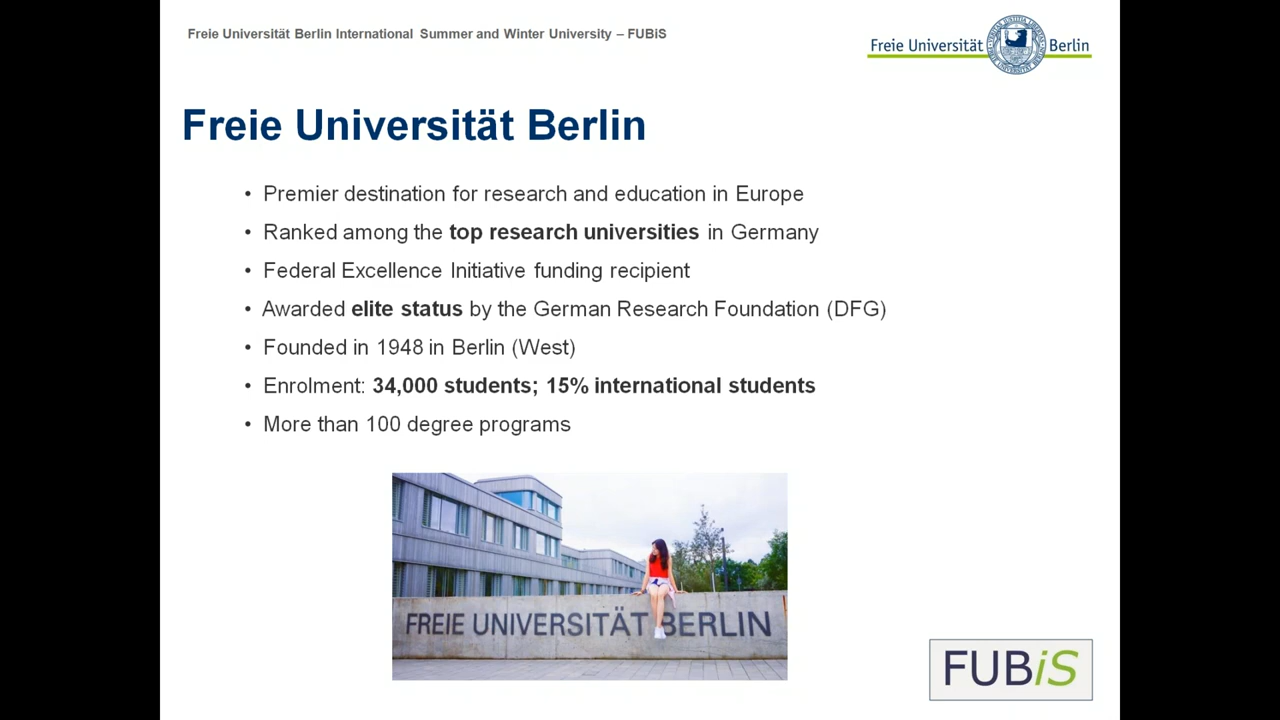 Freie Universität Berlin International Summer and Winter University – FUBiS
Freie Universität Berlin
Freie Universität Berlin
• Premier destination for research and education in Europe
• Ranked among the top research universities in Germany
• Federal Excellence Initiative funding recipient
• Awarded elite status by the German Research Foundation (DFG)
• Founded in 1948 in Berlin (West)
• Enrolment: 34,000 students; 15% international students
• More than 100 degree programs
FREIE UNIVERSITÄT BERLIN
FUBiS